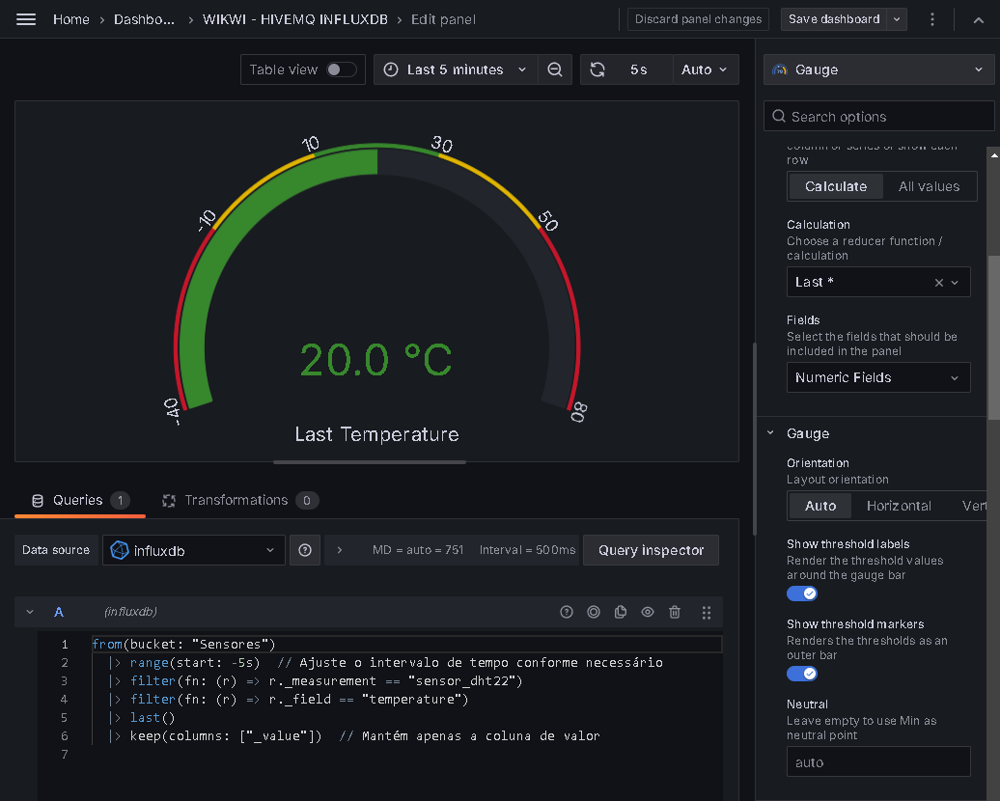 Home › Dashbo... › WIKWI - HIVEMQ INFLUXDB › Edit panel
Discard panel changes
Save dashboard
Table view
Last 5 minutes
5s
Auto
Gauge
Search options
column or series or show each
row
Calculate
All values
Calculation
Choose a reducer function /
calculation
Last *
Fields
Select the fields that should be
included in the panel
Numeric Fields
Gauge
Orientation
Layout orientation
Auto
Horizontal
Vert
Show threshold labels
Render the threshold values
around the gauge bar
Show threshold markers
Renders the thresholds as an
outer bar
Neutral
Leave empty to use Min as
neutral point
auto
-40
-10
10
30
50
80
20.0 °C
Last Temperature
Queries 1
Transformations 0
Data source
influxdb
MD = auto = 751
Interval = 500ms
Query inspector
A
(influxdb)
1 from(bucket: "Sensores")
2 |> range(start: -5s)  // Ajuste o intervalo de tempo conforme necessário
3 |> filter(fn: (r) => r._measurement == "sensor_dht22")
4 |> filter(fn: (r) => r._field == "temperature")
5 |> last()
6 |> keep(columns: ["_value"])  // Mantém apenas a coluna de valor
7